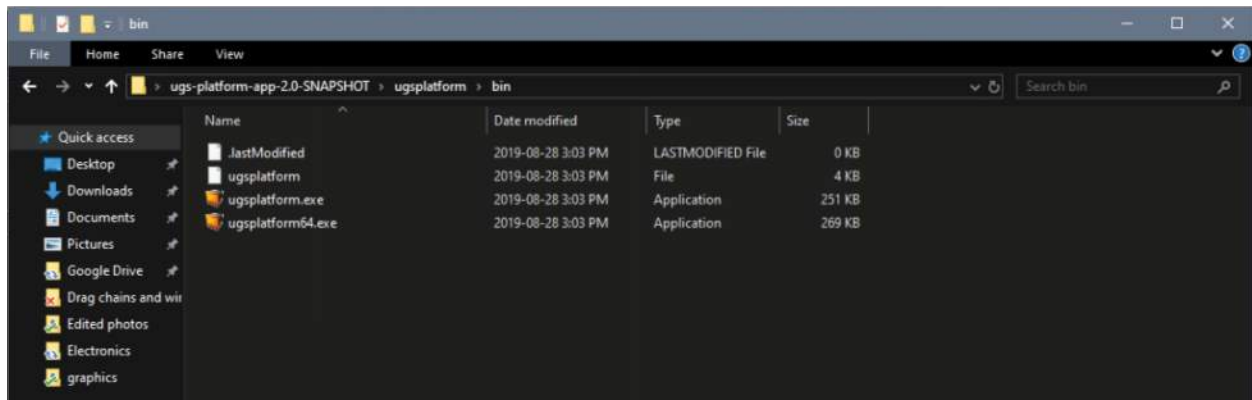 bin
File Home Share View
ugs-platform-app-2.0-SNAPSHOT > ugsplatform > bin
Search bin
Name Date modified Type Size
Quick access
Desktop
Downloads
Documents
Pictures
Google Drive
Drag chains and wir
Edited photos
Electronics
graphics
.lastModified 2019-08-28 3:03 PM LASTMODIFIED File 0 KB
ugsplatform 2019-08-28 3:03 PM File 4 KB
ugsplatform.exe 2019-08-28 3:03 PM Application 251 KB
ugsplatform64.exe 2019-08-28 3:03 PM Application 269 KB